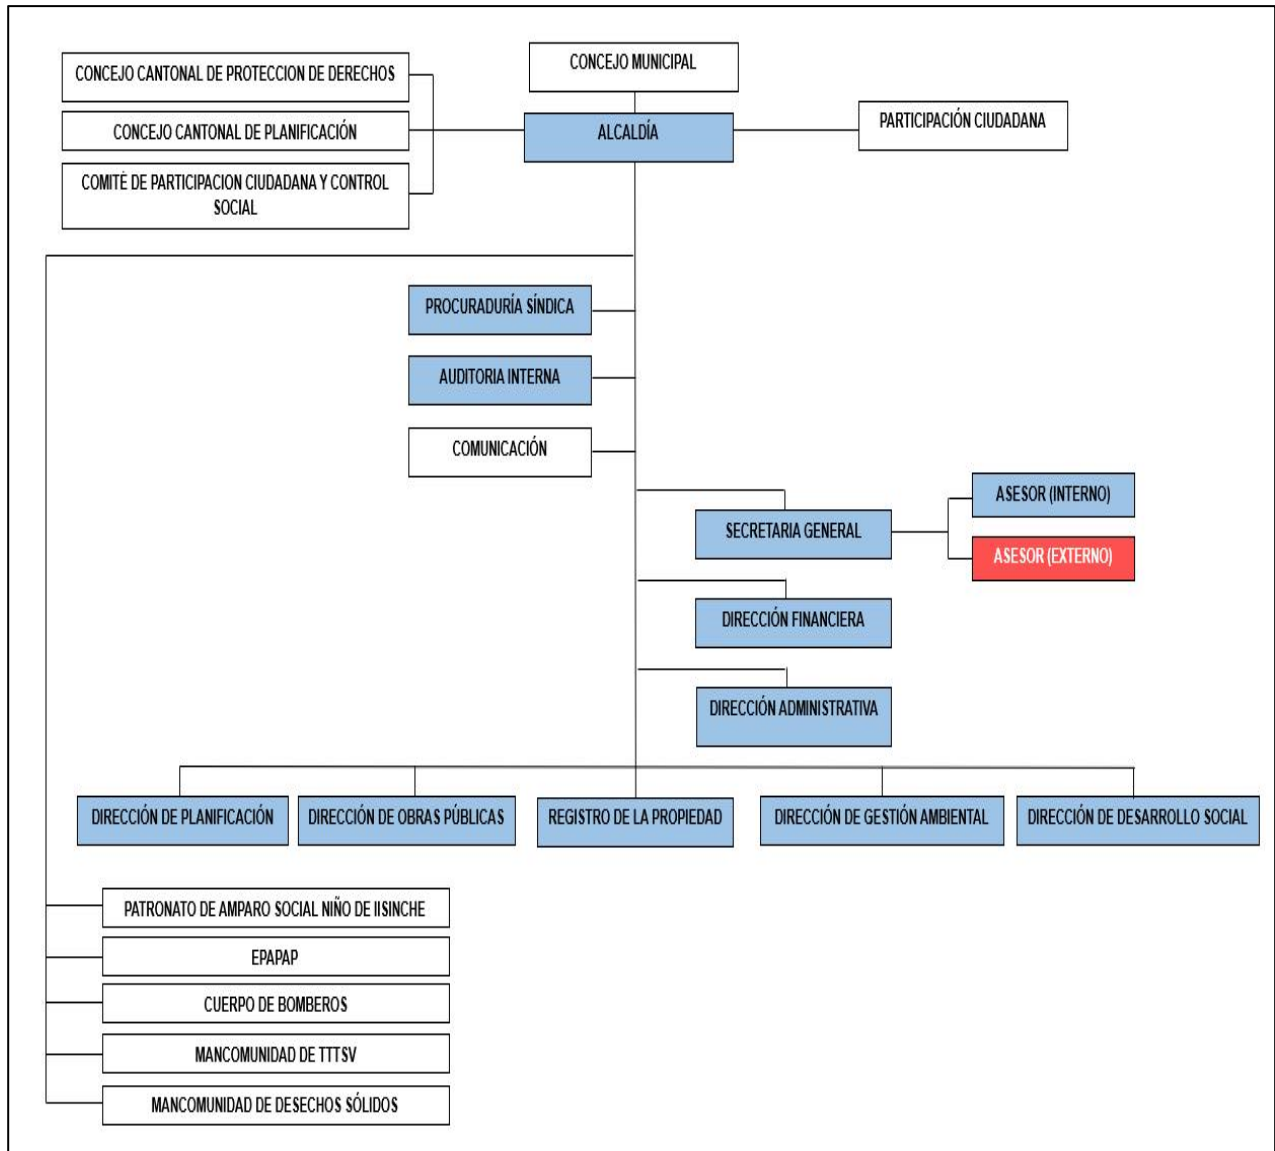 CONCEJO MUNICIPAL
CONCEJO CANTONAL DE PROTECCION DE DERECHOS
CONCEJO CANTONAL DE PLANIFICACIÓN
COMITÉ DE PARTICIPACION CIUDADANA Y CONTROL
SOCIAL
ALCALDÍA
PARTICIPACIÓN CIUDADANA
PROCURADURÍA SÍNDICA
AUDITORIA INTERNA
COMUNICACIÓN
SECRETARIA GENERAL
ASESOR (INTERNO)
ASESOR (EXTERNO)
DIRECCIÓN FINANCIERA
DIRECCIÓN ADMINISTRATIVA
DIRECCIÓN DE PLANIFICACIÓN
DIRECCIÓN DE OBRAS PÚBLICAS
REGISTRO DE LA PROPIEDAD
DIRECCIÓN DE GESTIÓN AMBIENTAL
DIRECCIÓN DE DESARROLLO SOCIAL
PATRONATO DE AMPARO SOCIAL NIÑO DE IISINCHE
EPAPAP
CUERPO DE BOMBEROS
MANCOMUNIDAD DE TTTSV
MANCOMUNIDAD DE DESECHOS SÓLIDOS